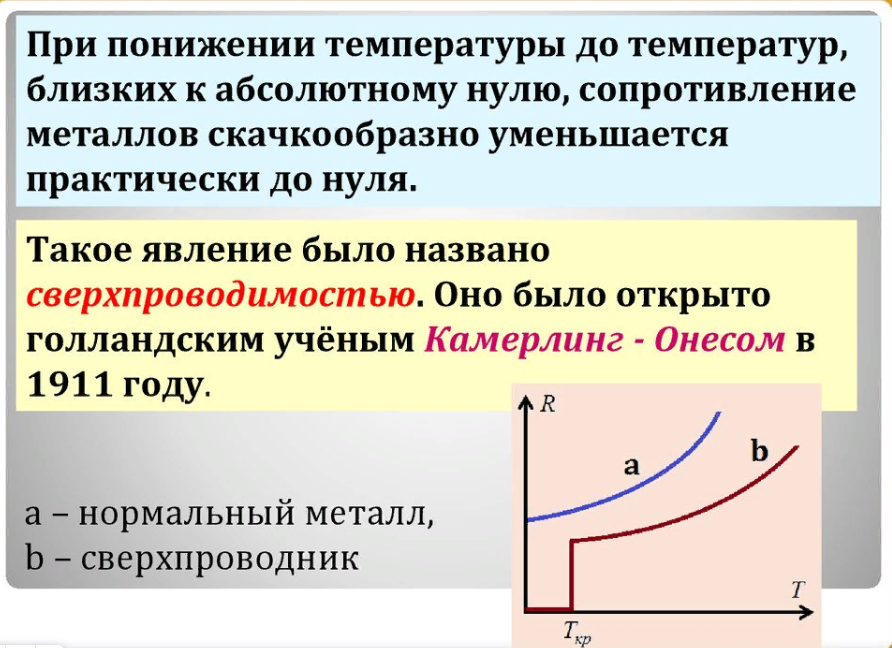 При понижении температуры до температур,
близких к абсолютному нулю, сопротивление
металлов скачкообразно уменьшается
практически до нуля.
Такое явление было названо
сверхпроводимостью. Оно было открыто
голландским учёным Камерлинг - Онесом в
1911 году.
R
a
b
a – нормальный металл,
b – сверхпроводник
T
Tкр